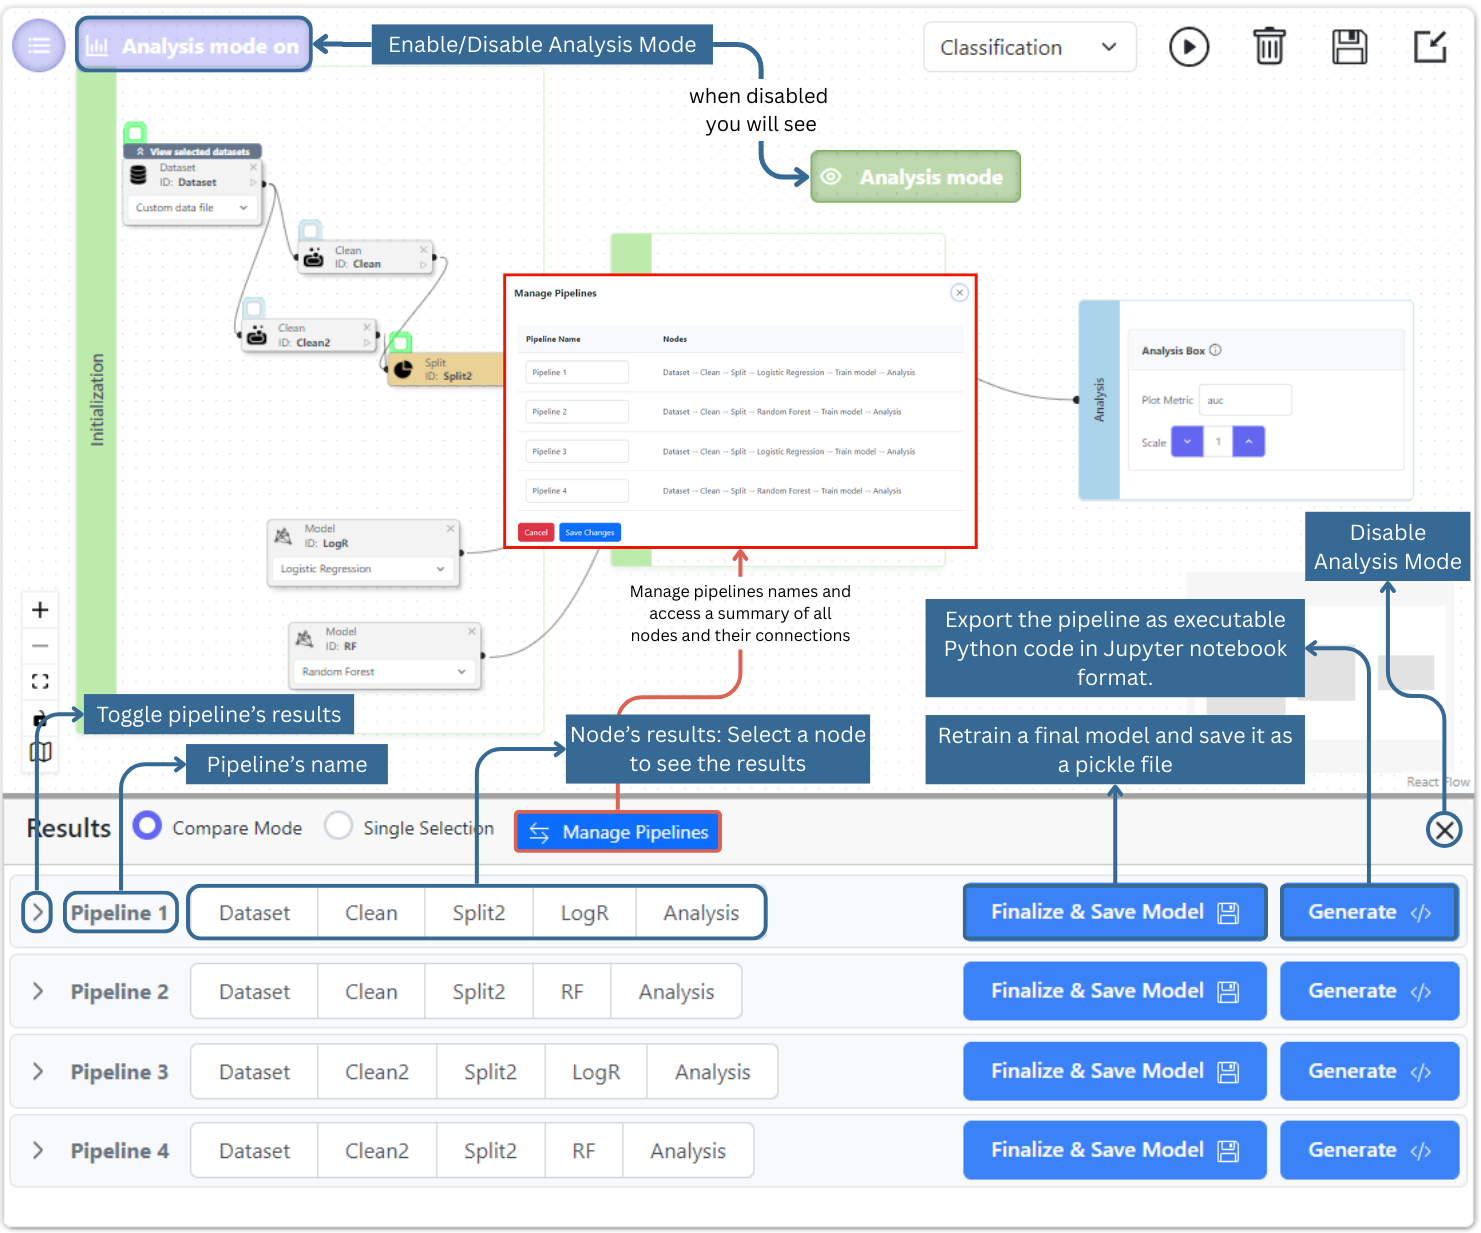 Analysis mode on
Enable/Disable Analysis Mode
Classification
when disabled
you will see
Analysis mode
View selected datasets
Dataset
ID: Dataset
Custom data file
Clean
ID: Clean
Clean
ID: Clean2
Split
ID: Split2
Initialization
Manage Pipelines
Pipeline Name Nodes
Pipeline 1 Dataset → Clean → Split → Logistic Regression → Train model → Analysis
Pipeline 2 Dataset → Clean → Split → Random Forest → Train model → Analysis
Pipeline 3 Dataset → Clean → Split → Logistic Regression → Train model → Analysis
Pipeline 4 Dataset → Clean → Split → Random Forest → Train model → Analysis
Cancel Save Changes
Analysis
Analysis Box
Plot Metric auc
Scale 1
Model
ID: LogR
Logistic Regression
Model
ID: RF
Random Forest
Manage pipelines names and
access a summary of all
nodes and their connections
Disable
Analysis Mode
Export the pipeline as executable
Python code in Jupyter notebook
format.
Toggle pipeline's results
Pipeline's name
Node's results: Select a node
to see the results
Retrain a final model and save it as
a pickle file
React Flow
Results Compare Mode Single Selection Manage Pipelines
Pipeline 1 Dataset Clean Split2 LogR Analysis Finalize & Save Model Generate </>
Pipeline 2 Dataset Clean Split2 RF Analysis Finalize & Save Model Generate </>
Pipeline 3 Dataset Clean2 Split2 LogR Analysis Finalize & Save Model Generate </>
Pipeline 4 Dataset Clean2 Split2 RF Analysis Finalize & Save Model Generate </>